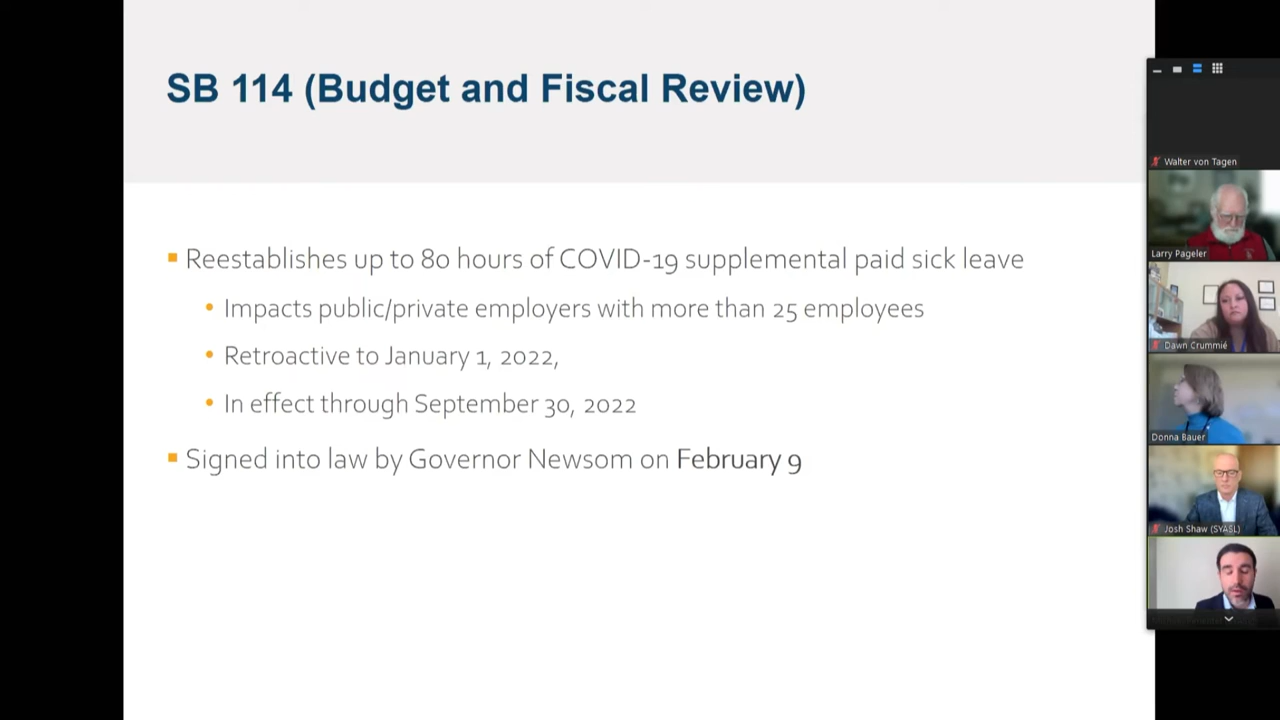 SB 114 (Budget and Fiscal Review)
Reestablishes up to 80 hours of COVID-19 supplemental paid sick leave
Impacts public/private employers with more than 25 employees
Retroactive to January 1, 2022,
In effect through September 30, 2022
Signed into law by Governor Newsom on February 9
Walter von Tagen
Larry Pageler
Dawn Crummié
Donna Bauer
Josh Shaw (SYASL)